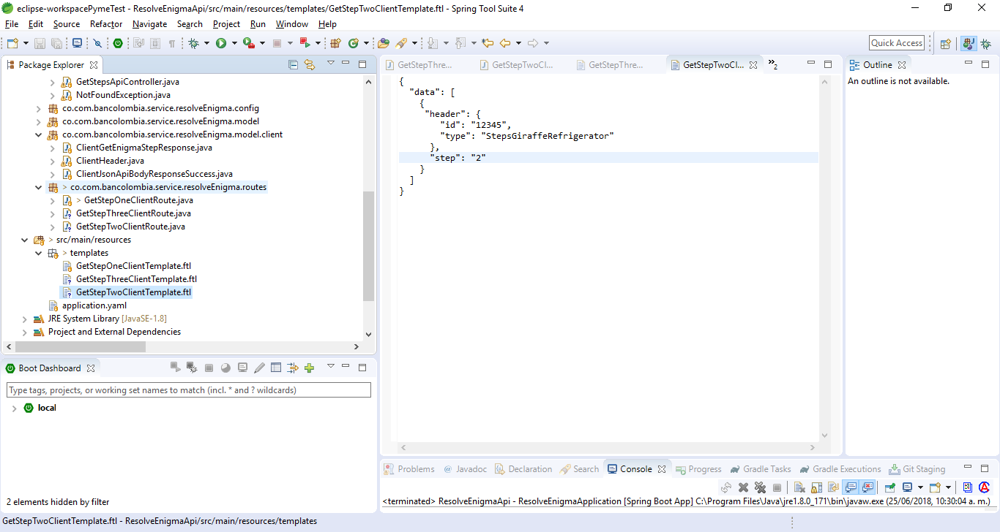 eclipse-workspacePymeTest - ResolveEnigmaApi/src/main/resources/templates/GetStepTwoClientTemplate.ftl - Spring Tool Suite 4
File Edit Source Refactor Navigate Search Project Run Window Help
Quick Access
Package Explorer
GetStepsApiController.java
NotFoundException.java
co.com.bancolombia.service.resolveEnigma.config
co.com.bancolombia.service.resolveEnigma.model
co.com.bancolombia.service.resolveEnigma.model.client
ClientGetEnigmaStepResponse.java
ClientHeader.java
ClientJsonApiBodyResponseSuccess.java
> co.com.bancolombia.service.resolveEnigma.routes
> GetStepOneClientRoute.java
GetStepThreeClientRoute.java
GetStepTwoClientRoute.java
> src/main/resources
> templates
GetStepOneClientTemplate.ftl
GetStepThreeClientTemplate.ftl
GetStepTwoClientTemplate.ftl
application.yaml
JRE System Library [JavaSE-1.8]
Project and External Dependencies
Boot Dashboard
Type tags, projects, or working set names to match (incl. * and ? wildcards)
local
2 elements hidden by filter
GetStepThre... GetStepTwoCl... GetStepThre... GetStepTwoCl... »2
{
"data": [
{
"header": {
"id": "12345",
"type": "StepsGiraffeRefrigerator"
},
"step": "2"
}
]
}
Outline
An outline is not available.
Problems @ Javadoc Declaration Search Console Progress Gradle Tasks Gradle Executions Git Staging
<terminated> ResolveEnigmaApi - ResolveEnigmaApplication [Spring Boot App] C:\Program Files\Java\jre1.8.0_171\bin\javaw.exe (25/06/2018, 10:30:04 a. m.)
GetStepTwoClientTemplate.ftl - ResolveEnigmaApi/src/main/resources/templates